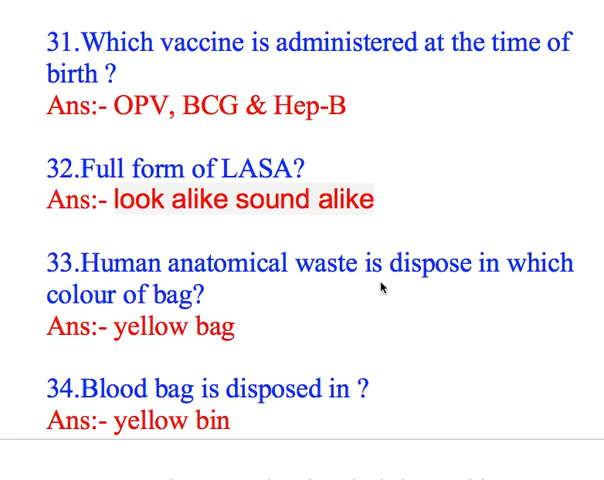 31.Which vaccine is administered at the time of
birth ?
Ans:- OPV, BCG & Hep-B
32.Full form of LASA?
Ans:- look alike sound alike
33.Human anatomical waste is dispose in which
colour of bag?
Ans:- yellow bag
34.Blood bag is disposed in ?
Ans:- yellow bin